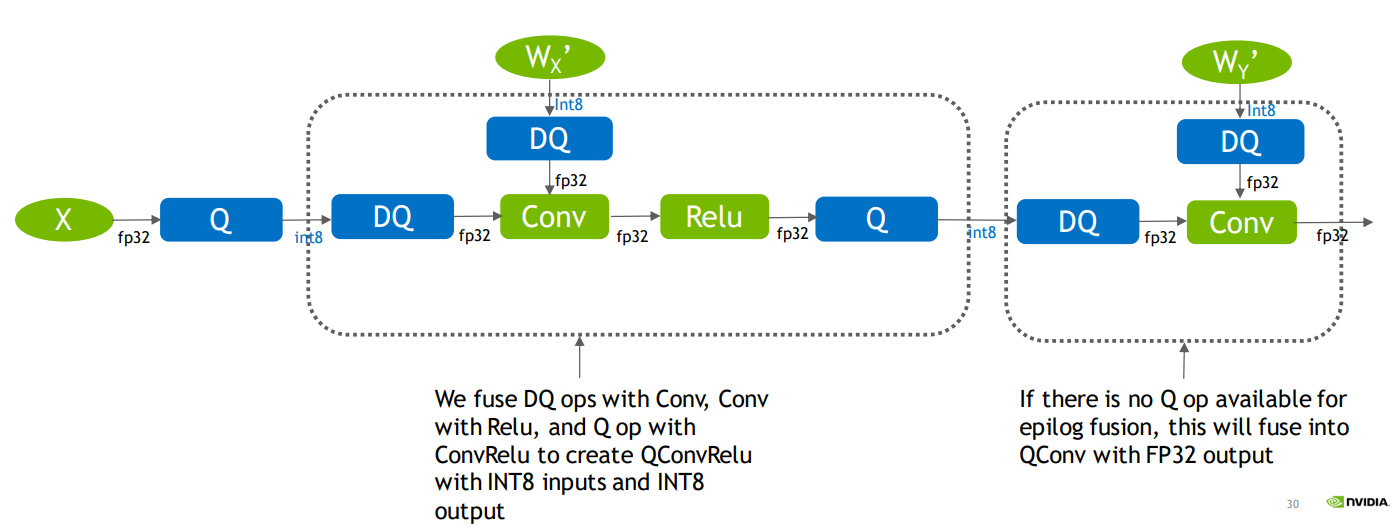 W_X’
Int8
DQ
fp32
X
fp32
Q
int8
DQ
fp32
Conv
fp32
Relu
fp32
Q
int8
W_Y’
Int8
DQ
fp32
DQ
fp32
Conv
fp32
We fuse DQ ops with Conv, Conv
with Relu, and Q op with
ConvRelu to create QConvRelu
with INT8 inputs and INT8
output
If there is no Q op available for
epilog fusion, this will fuse into
QConv with FP32 output
30
NVIDIA.